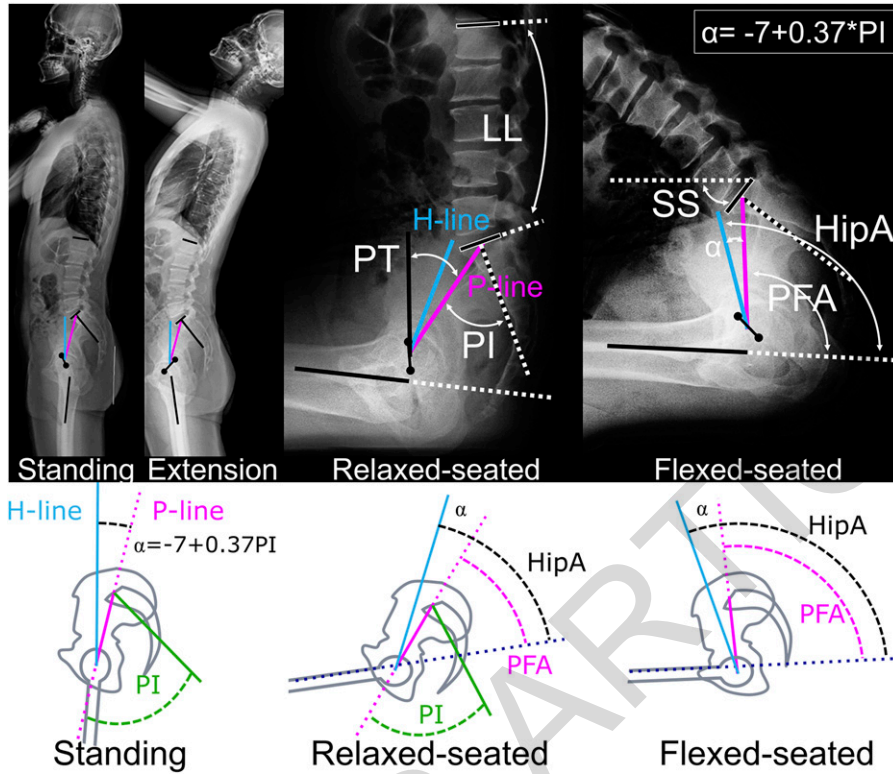 α= -7+0.37*PI
LL
H-line
PT
P-line
PI
SS
α
HipA
PFA
Standing
Extension
Relaxed-seated
Flexed-seated
H-line
P-line
α=-7+0.37PI
PI
Standing
α
HipA
PFA
PI
Relaxed-seated
α
HipA
PFA
Flexed-seated